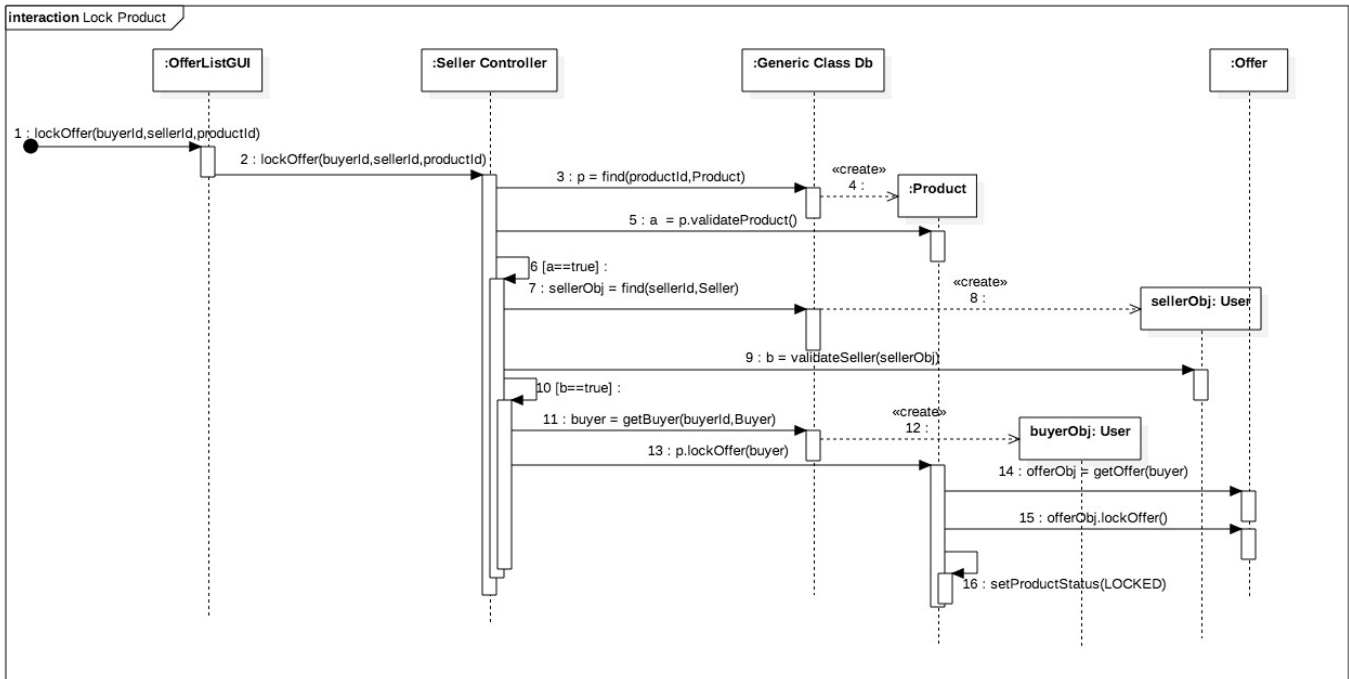 interaction Lock Product
:OfferListGUI
:Seller Controller
:Generic Class Db
:Offer
1 : lockOffer(buyerId,sellerId,productId)
2 : lockOffer(buyerId,sellerId,productId)
3 : p = find(productId,Product)
«create»
4 :
:Product
5 : a  = p.validateProduct()
6 [a==true] :
7 : sellerObj = find(sellerId,Seller)
«create»
8 :
sellerObj: User
9 : b = validateSeller(sellerObj)
10 [b==true] :
11 : buyer = getBuyer(buyerId,Buyer)
«create»
12 :
buyerObj: User
13 : p.lockOffer(buyer)
14 : offerObj = getOffer(buyer)
15 : offerObj.lockOffer()
16 : setProductStatus(LOCKED)